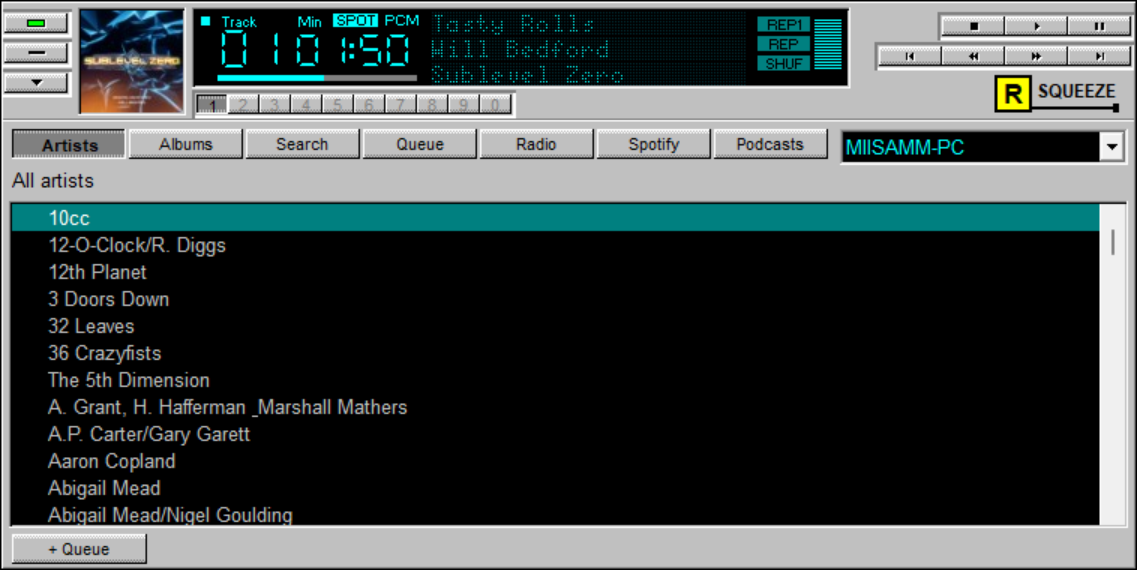 Track Min SPOT PCM
010 1:50
Tasty Rolls
Will Bedford
Sublevel Zero
REP1
REP
SHUF
SUBLEVEL ZERO
1 2 3 4 5 6 7 8 9 0
R SQUEEZE
Artists Albums Search Queue Radio Spotify Podcasts MIISAMM-PC
All artists
10cc
12-O-Clock/R. Diggs
12th Planet
3 Doors Down
32 Leaves
36 Crazyfists
The 5th Dimension
A. Grant, H. Hafferman _Marshall Mathers
A.P. Carter/Gary Garett
Aaron Copland
Abigail Mead
Abigail Mead/Nigel Goulding
+ Queue